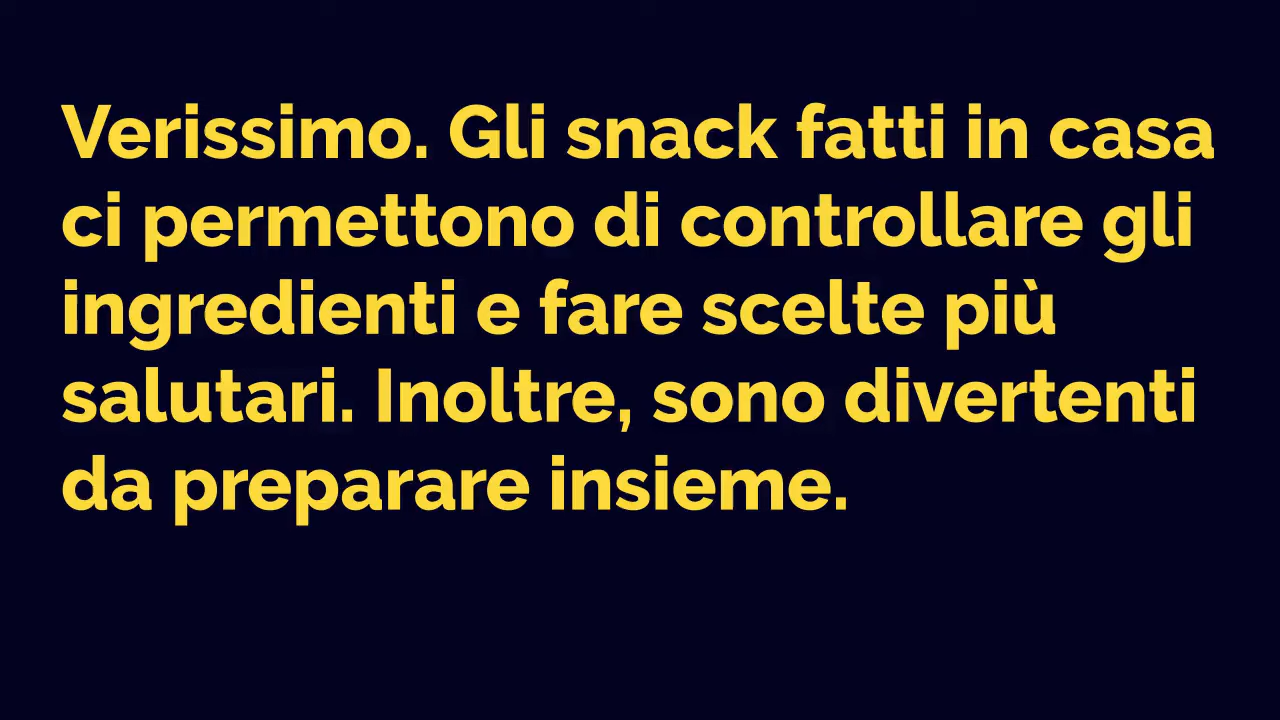 Verissimo. Gli snack fatti in casa
ci permettono di controllare gli
ingredienti e fare scelte più
salutari. Inoltre, sono divertenti
da preparare insieme.